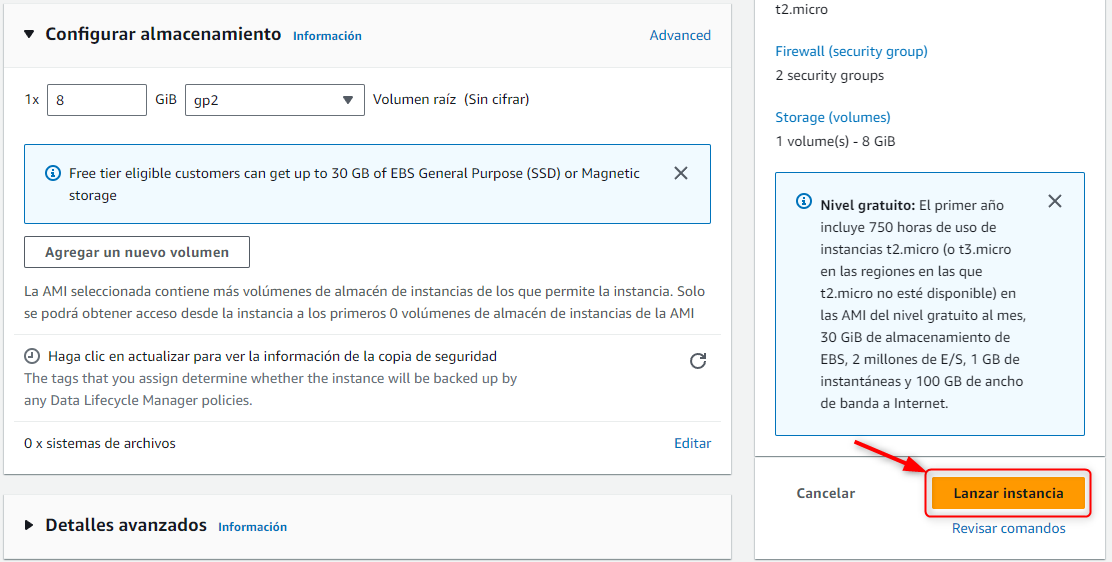 Configurar almacenamiento Información Advanced
1x 8 GiB gp2 Volumen raíz (Sin cifrar)
Free tier eligible customers can get up to 30 GB of EBS General Purpose (SSD) or Magnetic
storage
Agregar un nuevo volumen
La AMI seleccionada contiene más volúmenes de almacén de instancias de los que permite la instancia. Solo
se podrá obtener acceso desde la instancia a los primeros 0 volúmenes de almacén de instancias de la AMI
Haga clic en actualizar para ver la información de la copia de seguridad
The tags that you assign determine whether the instance will be backed up by
any Data Lifecycle Manager policies.
0 x sistemas de archivos Editar
Detalles avanzados Información
t2.micro
Firewall (security group)
2 security groups
Storage (volumes)
1 volume(s) - 8 GiB
Nivel gratuito: El primer año
incluye 750 horas de uso de
instancias t2.micro (o t3.micro
en las regiones en las que
t2.micro no esté disponible) en
las AMI del nivel gratuito al mes,
30 GiB de almacenamiento de
EBS, 2 millones de E/S, 1 GB de
instantáneas y 100 GB de ancho
de banda a Internet.
Cancelar Lanzar instancia
Revisar comandos